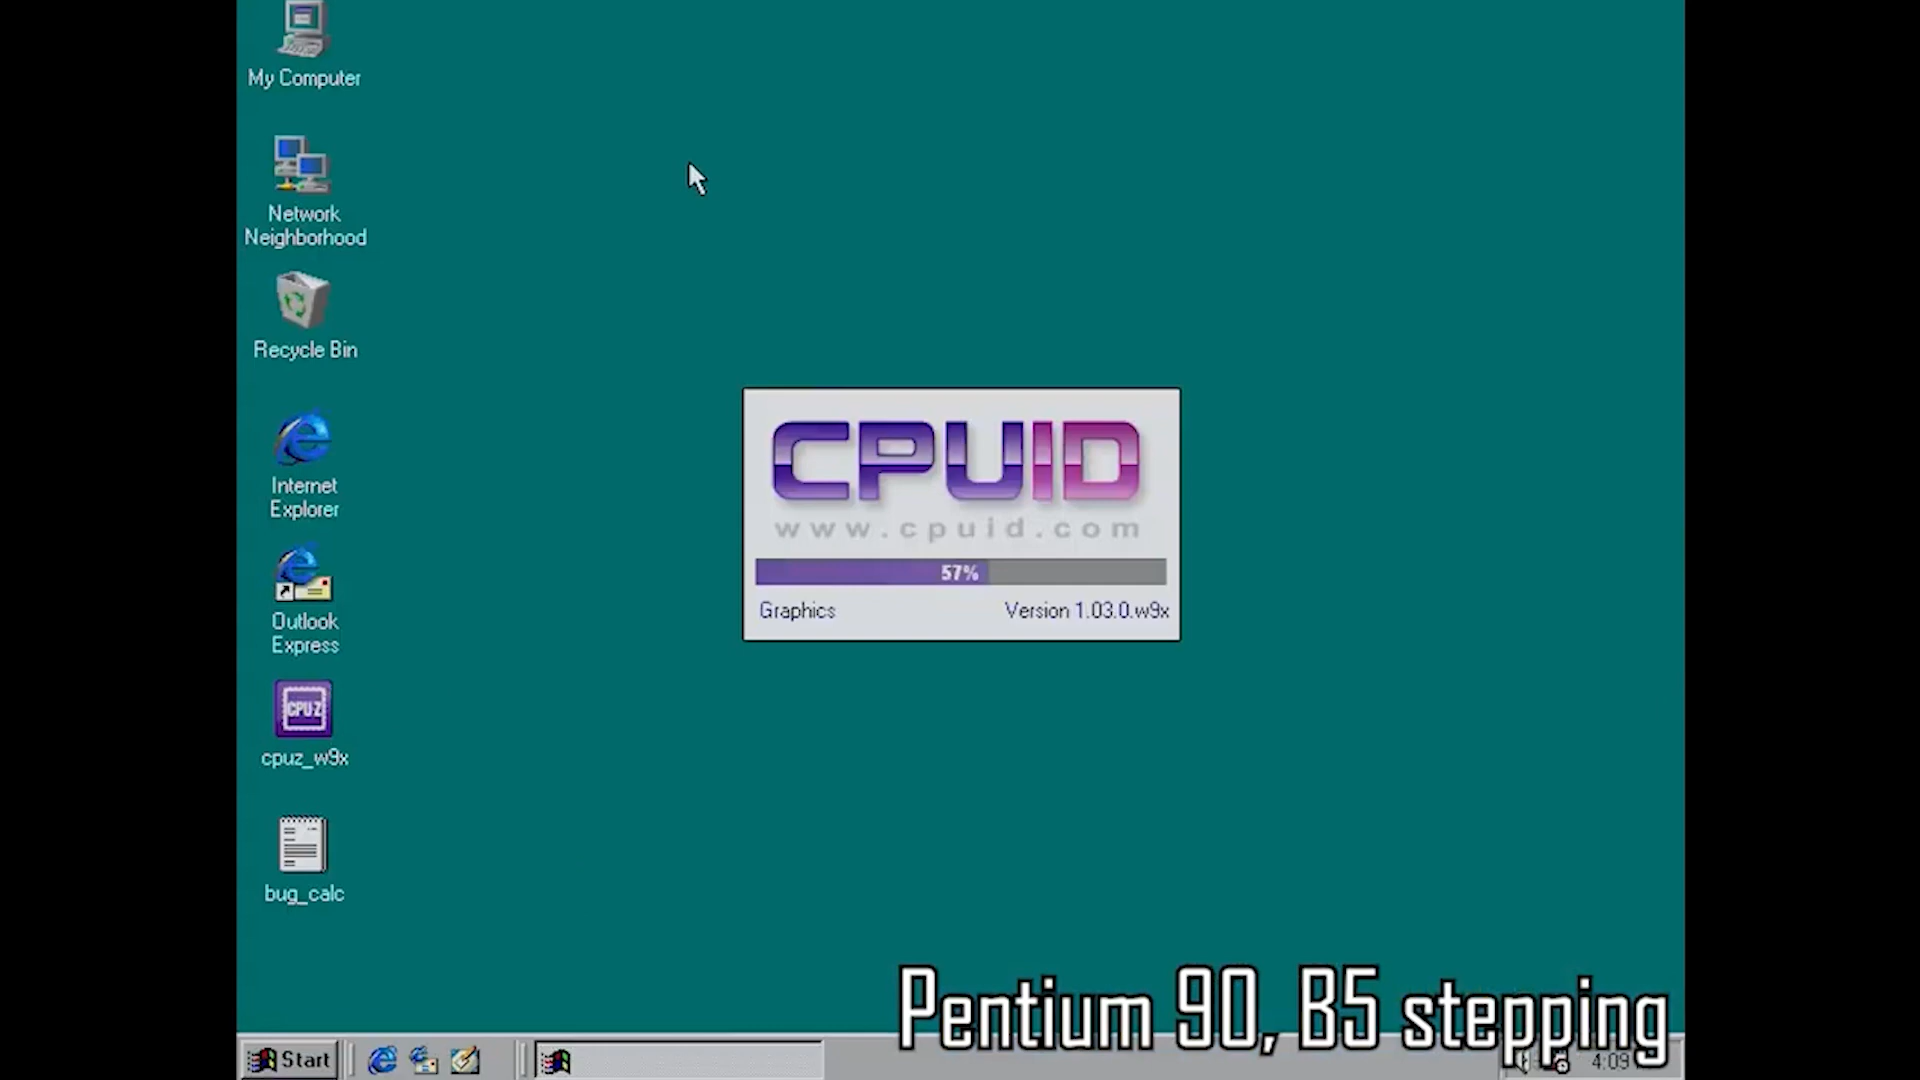 My Computer
Network
Neighborhood
Recycle Bin
Internet
Explorer
Outlook
Express
CPU-Z
cpuz_w9x
bug_calc
CPUID
www.cpuid.com
57%
Graphics Version 1.03.0.w9x
Pentium 90, B5 stepping
Start
4:09